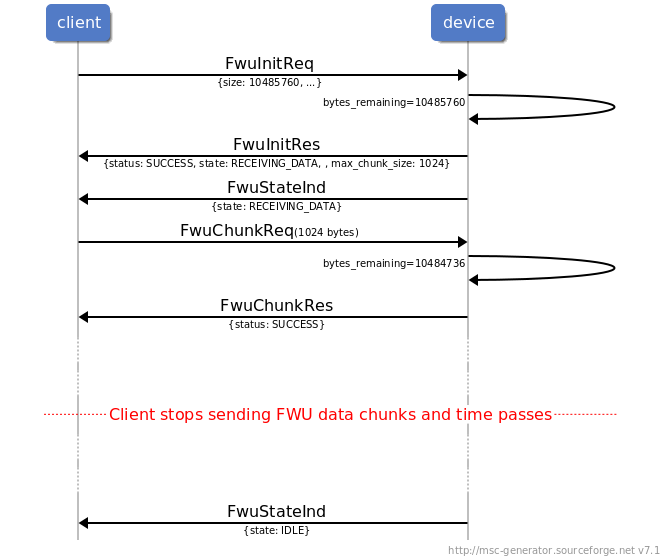 client device
FwuInitReq
{size: 10485760, ...}
bytes_remaining=10485760
FwuInitRes
{status: SUCCESS, state: RECEIVING_DATA, , max_chunk_size: 1024}
FwuStateInd
{state: RECEIVING_DATA}
FwuChunkReq(1024 bytes)
bytes_remaining=10484736
FwuChunkRes
{status: SUCCESS}
Client stops sending FWU data chunks and time passes
FwuStateInd
{state: IDLE}
http://msc-generator.sourceforge.net v7.1